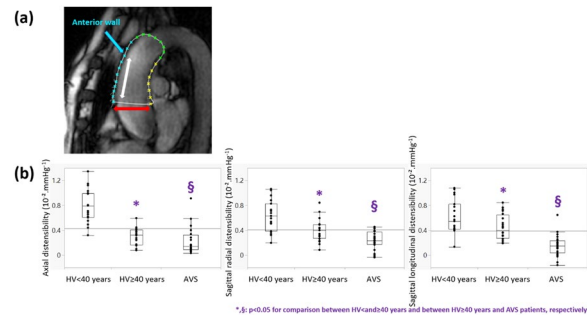 (a)
Anterior wall
(b)
Axial distensibility (10⁻².mmHg⁻¹)
1.2
0.8
0.4
0
*
§
HV<40 years HV≥40 years AVS
Sagittal radial distensibility (10⁻².mmHg⁻¹)
1.2
0.8
0.4
0
*
§
HV<40 years HV≥40 years AVS
Sagittal longitudinal distensibility (10⁻².mmHg⁻¹)
1.2
0.8
0.4
0
*
§
HV<40 years HV≥40 years AVS
*,§: p<0.05 for comparison between HV<and≥40 years and between HV≥40 years and AVS patients, respectively